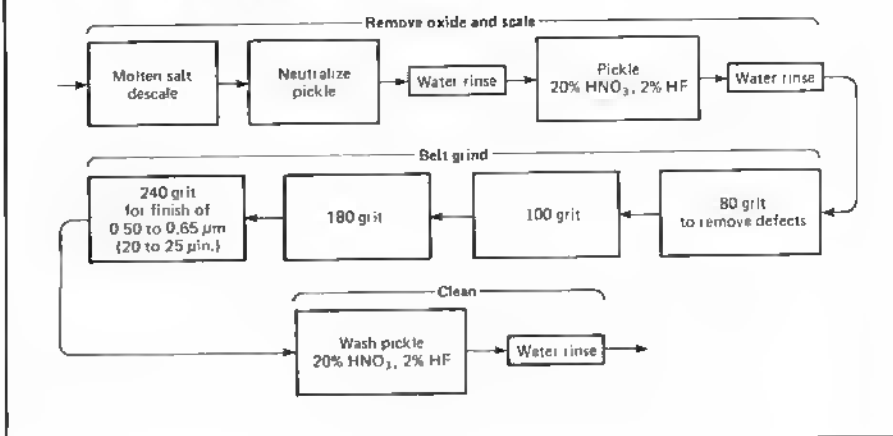 Remove oxide and scale
Molten salt
descale
Neutralize
pickle
Water rinse
Pickle
20% HNO₃, 2% HF
Water rinse
Belt grind
80 grit
to remove defects
100 grit
180 grit
240 grit
for finish of
0 50 to 0.65 µm
(20 to 25 µin.)
Clean
Wash pickle
20% HNO₃, 2% HF
Water rinse